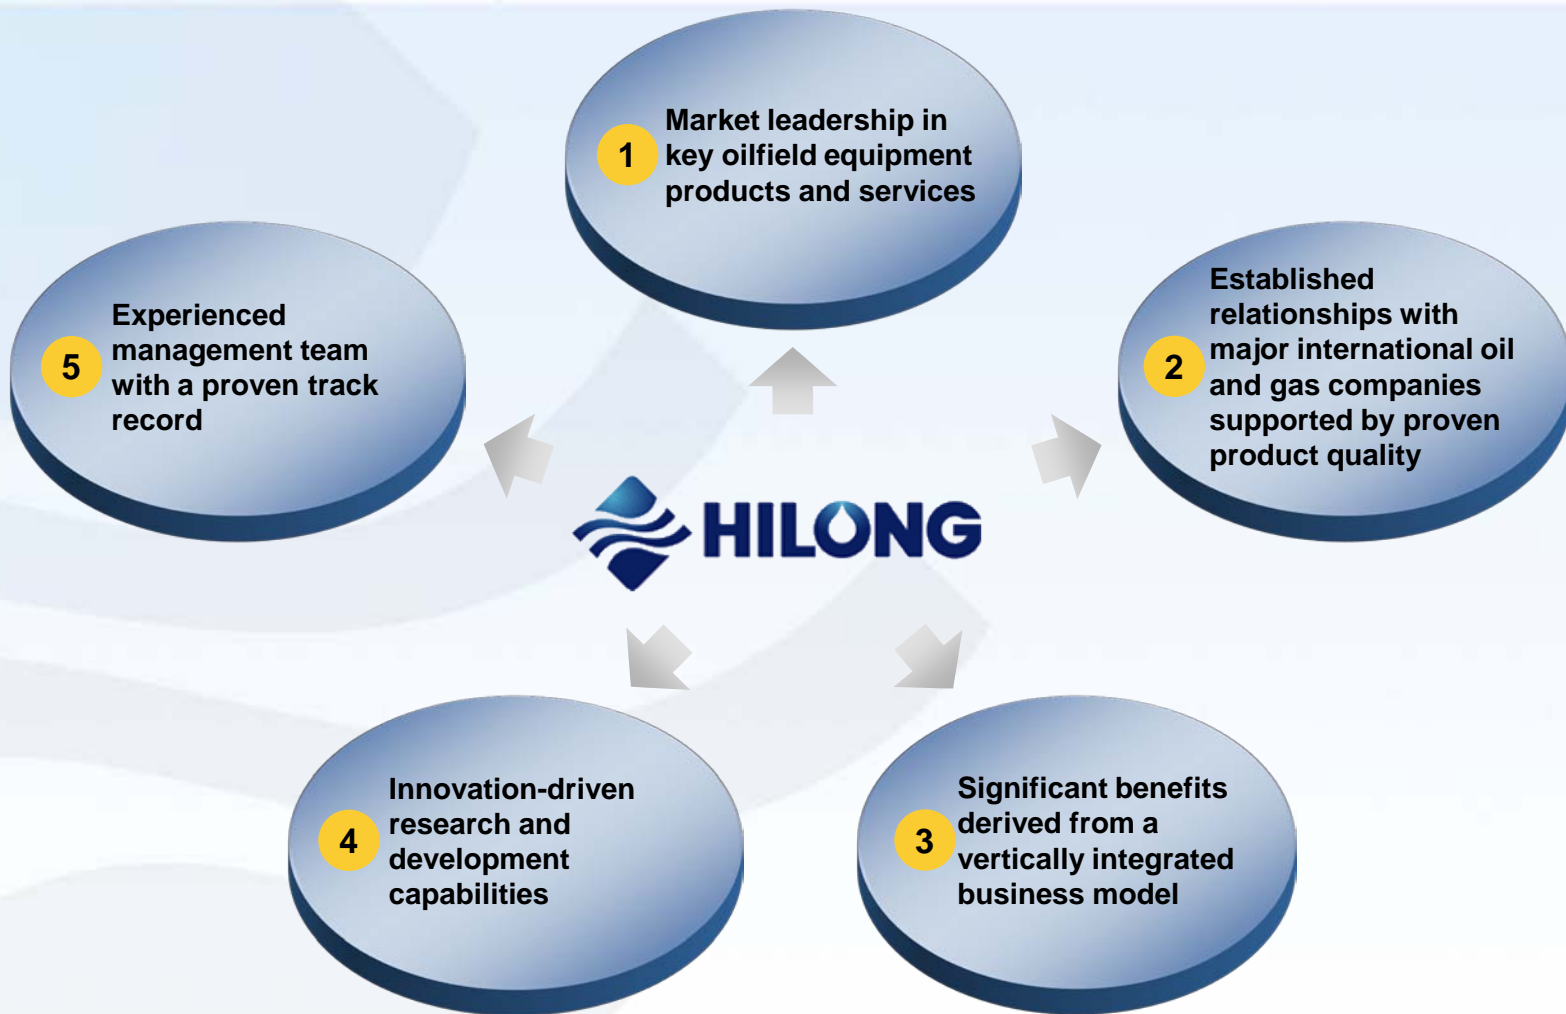 1
Market leadership in
key oilfield equipment
products and services
2
Established
relationships with
major international oil
and gas companies
supported by proven
product quality
3
Significant benefits
derived from a
vertically integrated
business model
4
Innovation-driven
research and
development
capabilities
5
Experienced
management team
with a proven track
record
HILONG